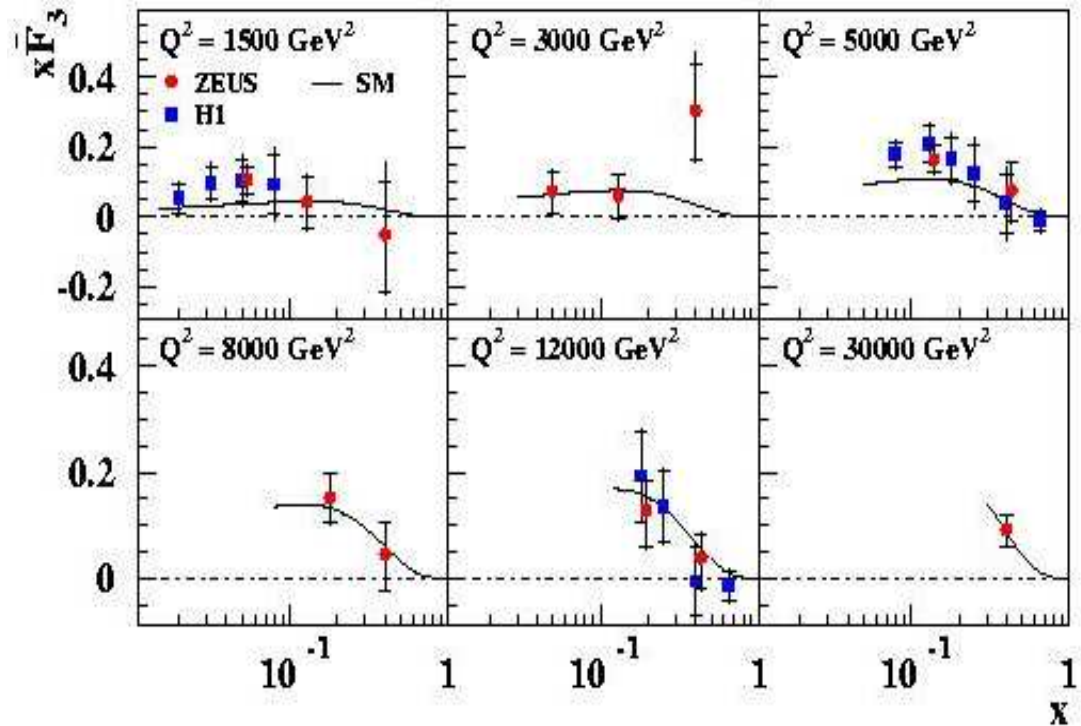 xF̅₃
Q² = 1500 GeV²
ZEUS
SM
H1
Q² = 3000 GeV²
Q² = 5000 GeV²
0.4
0.2
0
-0.2
Q² = 8000 GeV²
Q² = 12000 GeV²
Q² = 30000 GeV²
0.4
0.2
0
10⁻¹ 1 10⁻¹ 1 10⁻¹ 1
x